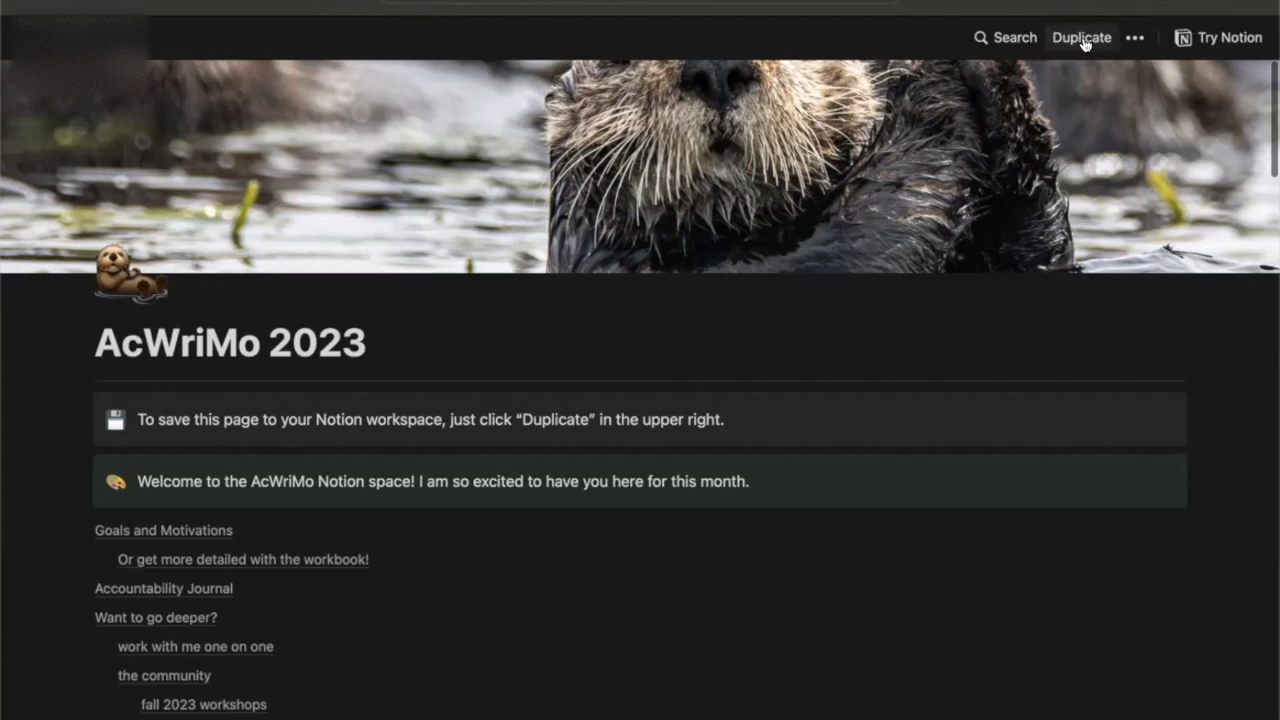 Search Duplicate ••• Try Notion
AcWriMo 2023
To save this page to your Notion workspace, just click “Duplicate” in the upper right.
Welcome to the AcWriMo Notion space! I am so excited to have you here for this month.
Goals and Motivations
Or get more detailed with the workbook!
Accountability Journal
Want to go deeper?
work with me one on one
the community
fall 2023 workshops